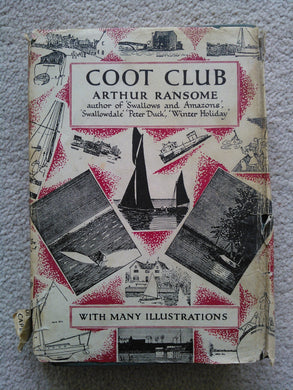 COOT CLUB
ARTHUR RANSOME
author of 'Swallows and Amazons',
'Swallowdale' 'Peter Duck', 'Winter Holiday'
WITH MANY ILLUSTRATIONS